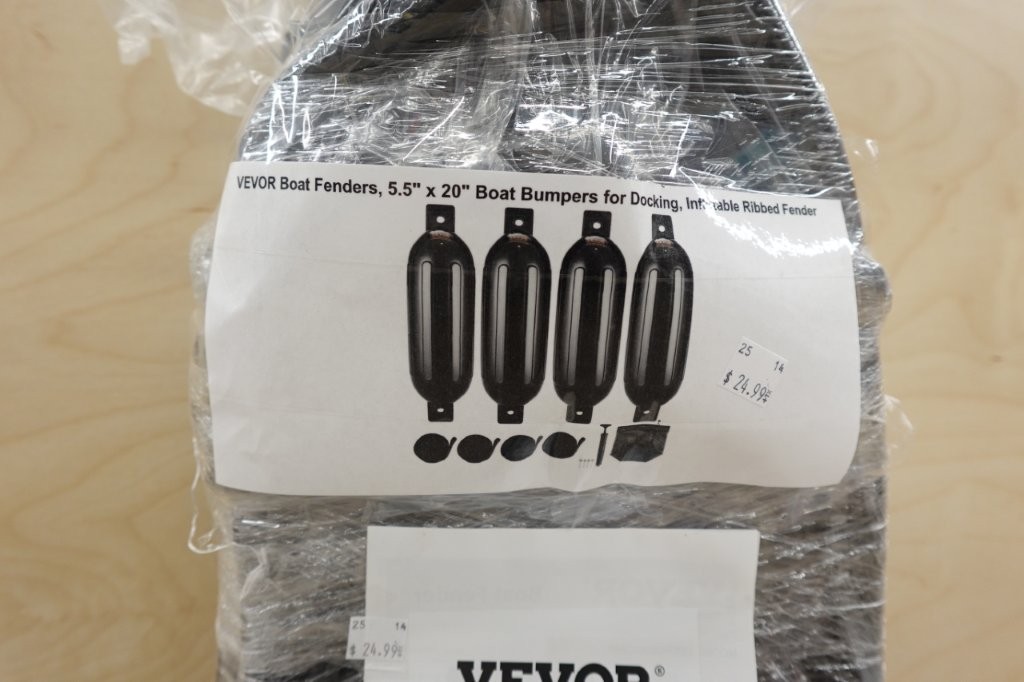 VEVOR Boat Fenders, 5.5" x 20" Boat Bumpers for Docking, Inflatable Ribbed Fender
25 14
$ 24.99
25 14
$ 24.99
VEVOR®